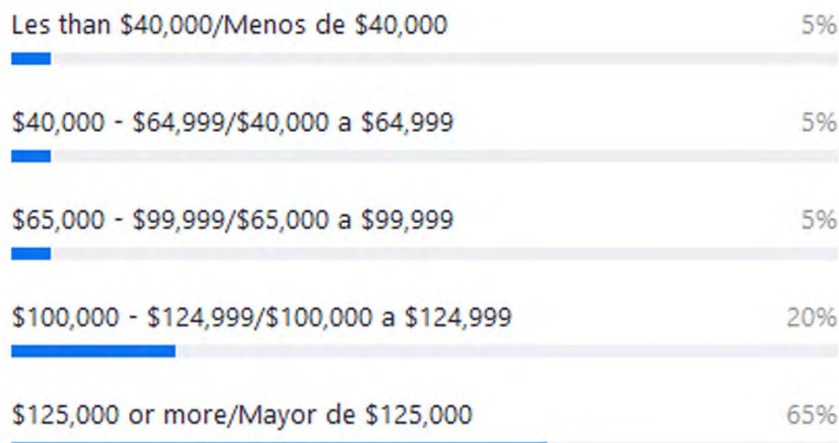 Les than $40,000/Menos de $40,000 5%
$40,000 - $64,999/$40,000 a $64,999 5%
$65,000 - $99,999/$65,000 a $99,999 5%
$100,000 - $124,999/$100,000 a $124,999 20%
$125,000 or more/Mayor de $125,000 65%